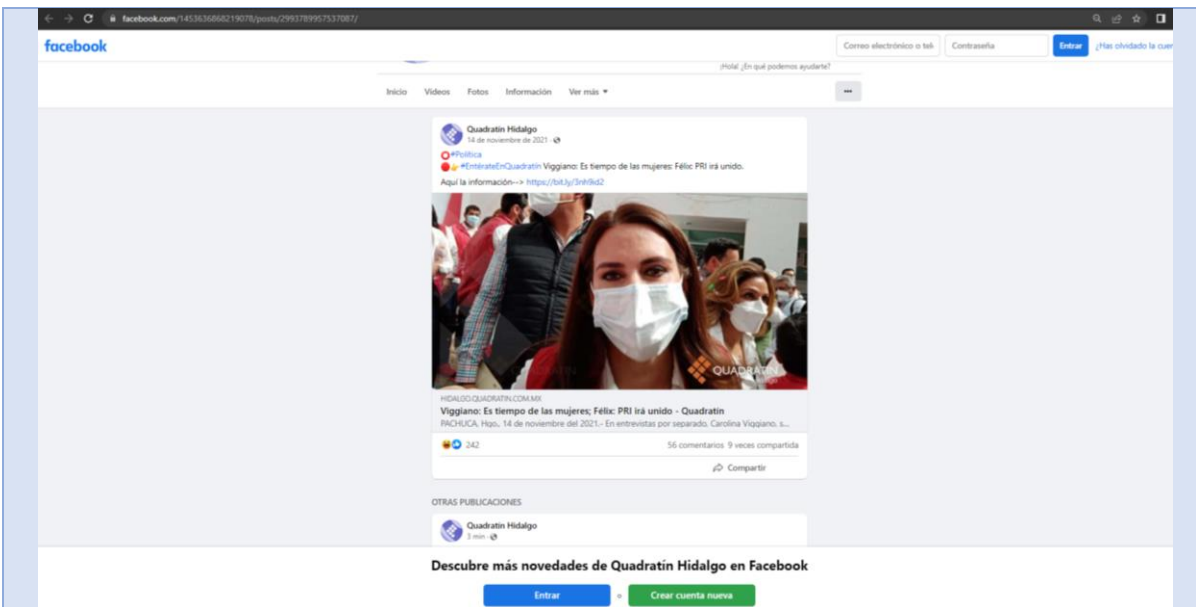 facebook.com/1453636868219078/posts/2993789957537087/
facebook
Correo electrónico o telé
Contraseña
Entrar
¿Has olvidado la cuen
¡Hola! ¿En qué podemos ayudarte?
Inicio Videos Fotos Información Ver más
Quadratín Hidalgo
14 de noviembre de 2021
#Política
#EntérateEnQuadratín Viggiano: Es tiempo de las mujeres; Félix: PRI irá unido.
Aquí la información--> https://bit.ly/3nh9id2
QUADRATIN
Hidalgo
HIDALGO.QUADRATIN.COM.MX
Viggiano: Es tiempo de las mujeres; Félix: PRI irá unido - Quadratin
PACHUCA, Hgo., 14 de noviembre del 2021.- En entrevistas por separado, Carolina Viggiano, s...
242 56 comentarios 9 veces compartida
Compartir
OTRAS PUBLICACIONES
Quadratín Hidalgo
3 min
Descubre más novedades de Quadratín Hidalgo en Facebook
Entrar o Crear cuenta nueva